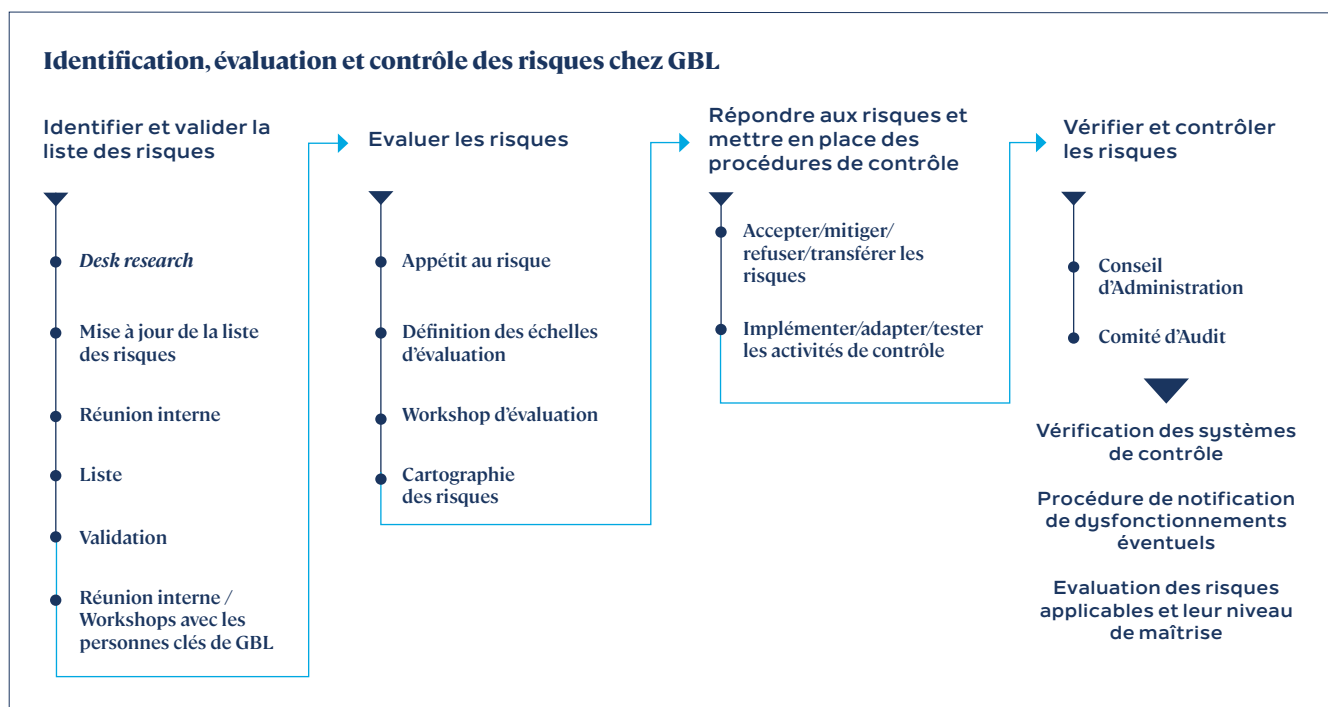 Identification, évaluation et contrôle des risques chez GBL
Identifier et valider la
liste des risques
Desk research
Mise à jour de la liste
des risques
Réunion interne
Liste
Validation
Réunion interne /
Workshops avec les
personnes clés de GBL
Evaluer les risques
Appétit au risque
Définition des échelles
d'évaluation
Workshop d'évaluation
Cartographie
des risques
Répondre aux risques et
mettre en place des
procédures de contrôle
Accepter/mitiger/
refuser/transférer les
risques
Implémenter/adapter/tester
les activités de contrôle
Vérifier et contrôler
les risques
Conseil
d'Administration
Comité d'Audit
Vérification des systèmes
de contrôle
Procédure de notification
de dysfonctionnements
éventuels
Evaluation des risques
applicables et leur niveau
de maîtrise